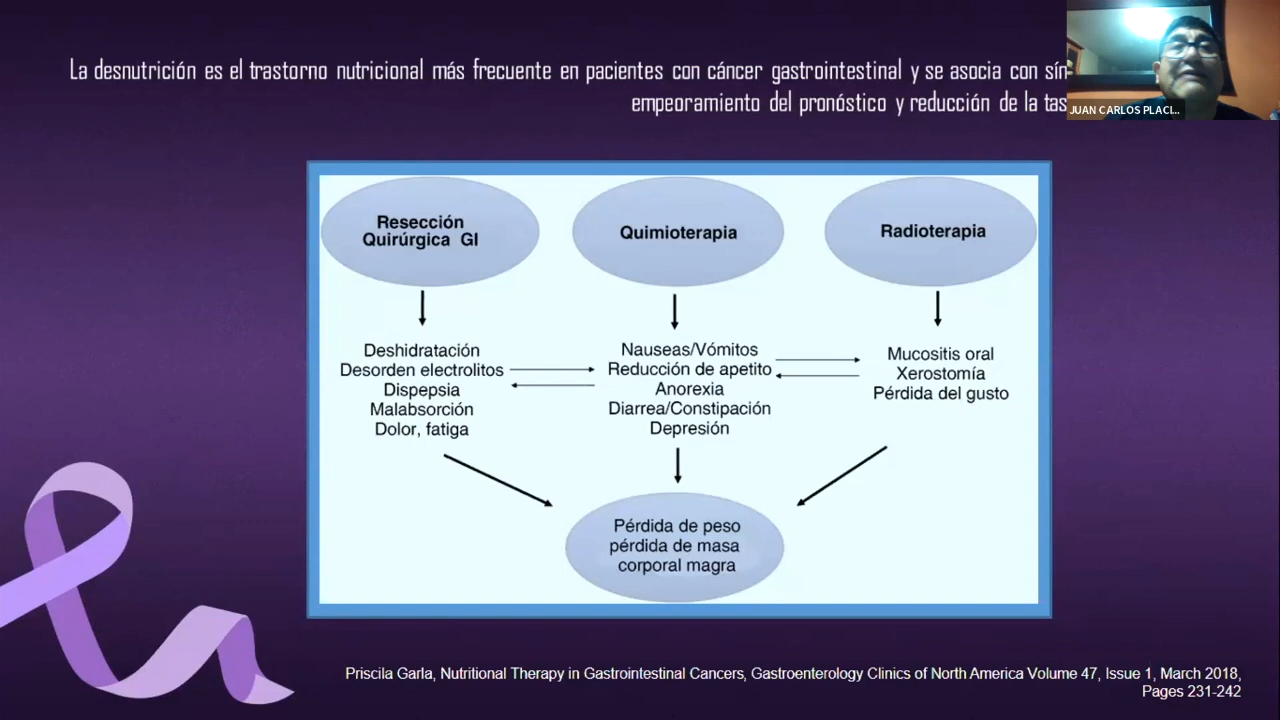 La desnutrición es el trastorno nutricional más frecuente en pacientes con cáncer gastrointestinal y se asocia con
empeoramiento del pronóstico y reducción de la
JUAN CARLOS PLACI...
Resección
Quirúrgica GI
Quimioterapia
Radioterapia
Deshidratación
Desorden electrolitos
Dispepsia
Malabsorción
Dolor, fatiga
Nauseas/Vómitos
Reducción de apetito
Anorexia
Diarrea/Constipación
Depresión
Mucositis oral
Xerostomía
Pérdida del gusto
Pérdida de peso
pérdida de masa
corporal magra
Priscila Garla, Nutritional Therapy in Gastrointestinal Cancers, Gastroenterology Clinics of North America Volume 47, Issue 1, March 2018,
Pages 231-242